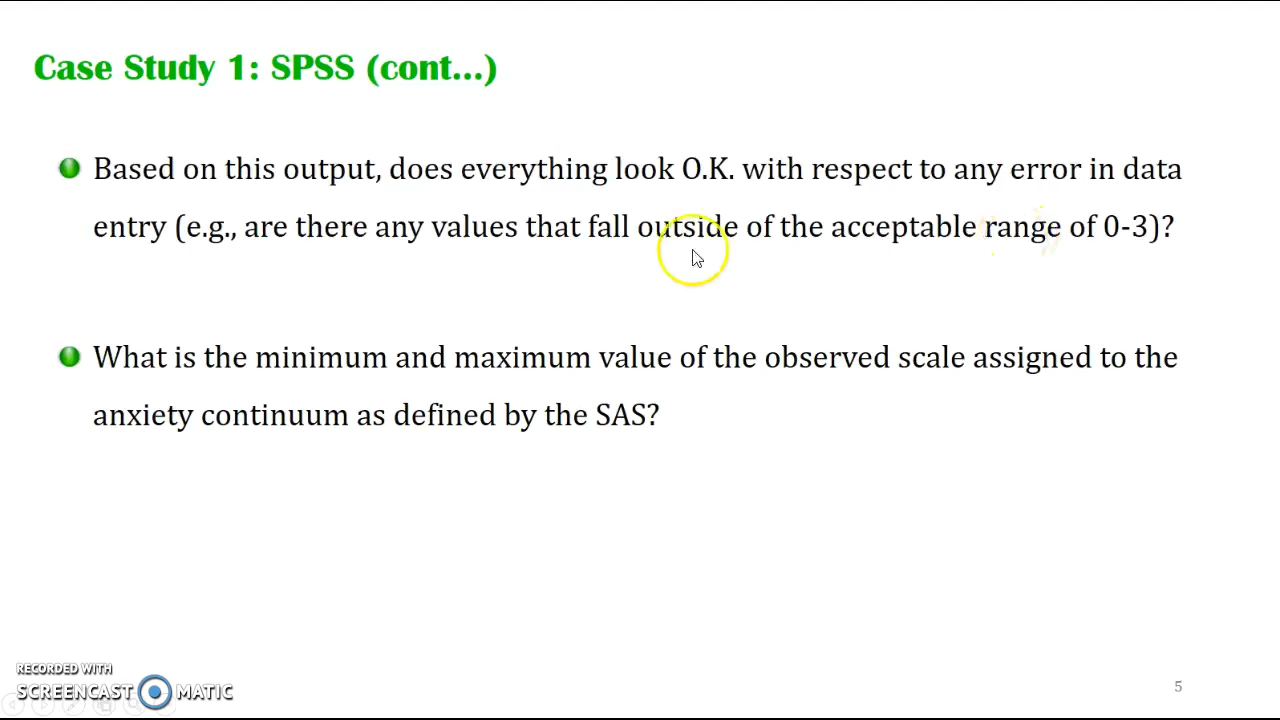 Case Study 1: SPSS (cont...)
Based on this output, does everything look O.K. with respect to any error in data
entry (e.g., are there any values that fall outside of the acceptable range of 0-3)?
What is the minimum and maximum value of the observed scale assigned to the
anxiety continuum as defined by the SAS?
RECORDED WITH
SCREENCAST MATIC
5